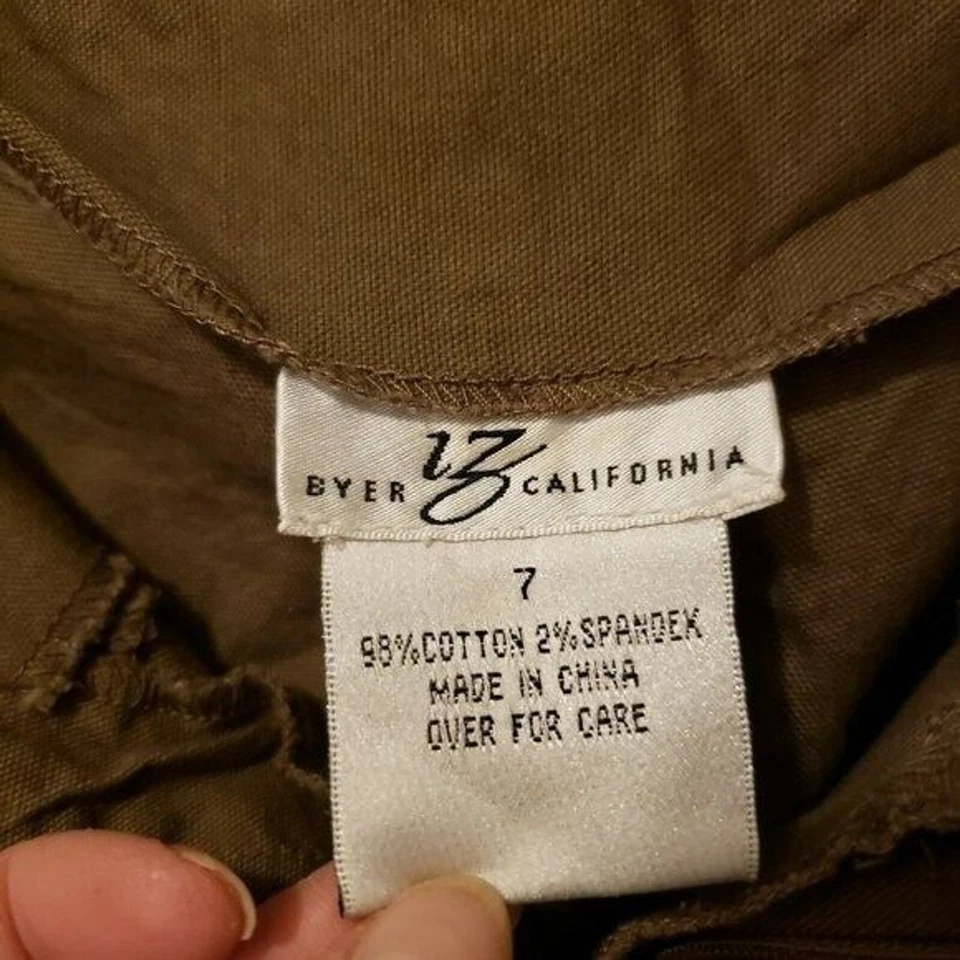 BYER iz CALIFORNIA
7
98% COTTON 2% SPANDEX
MADE IN CHINA
OVER FOR CARE